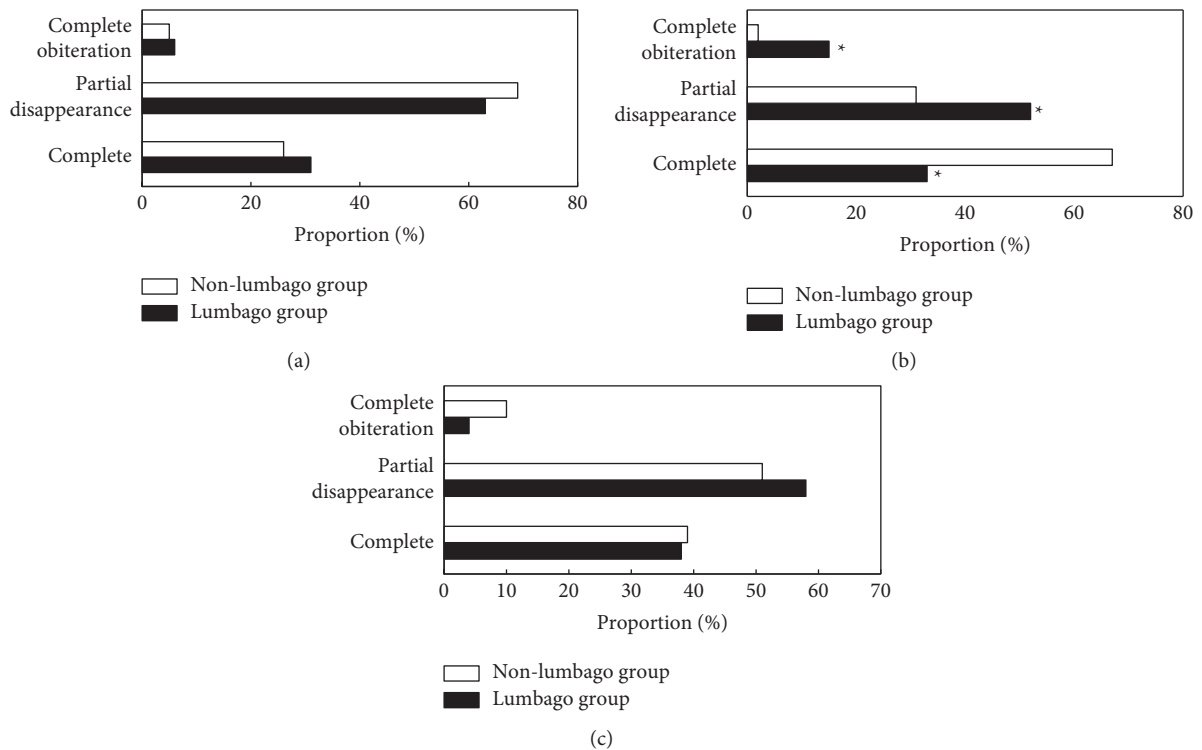 Complete
obiteration
Partial
disappearance
Complete
0 20 40 60 80
Proportion (%)
Non-lumbago group
Lumbago group
(a)
Complete
obiteration
*
Partial
disappearance
*
Complete
*
0 20 40 60 80
Proportion (%)
Non-lumbago group
Lumbago group
(b)
Complete
obiteration
Partial
disappearance
Complete
0 10 20 30 40 50 60 70
Proportion (%)
Non-lumbago group
Lumbago group
(c)